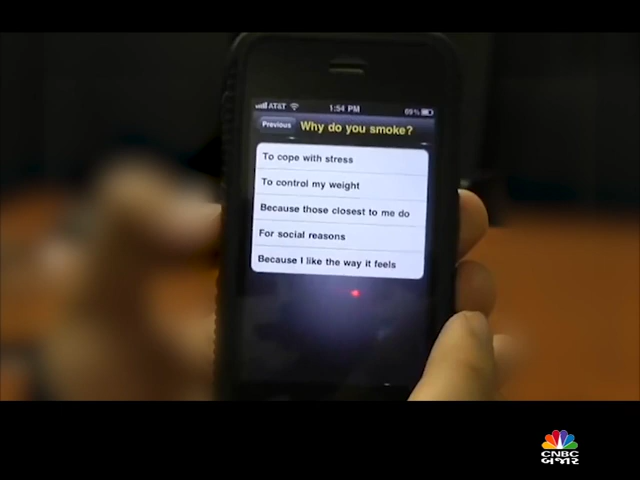 AT&T 1:54 PM 69%
Previous Why do you smoke?
To cope with stress
To control my weight
Because those closest to me do
For social reasons
Because I like the way it feels
CNBC
બજાર